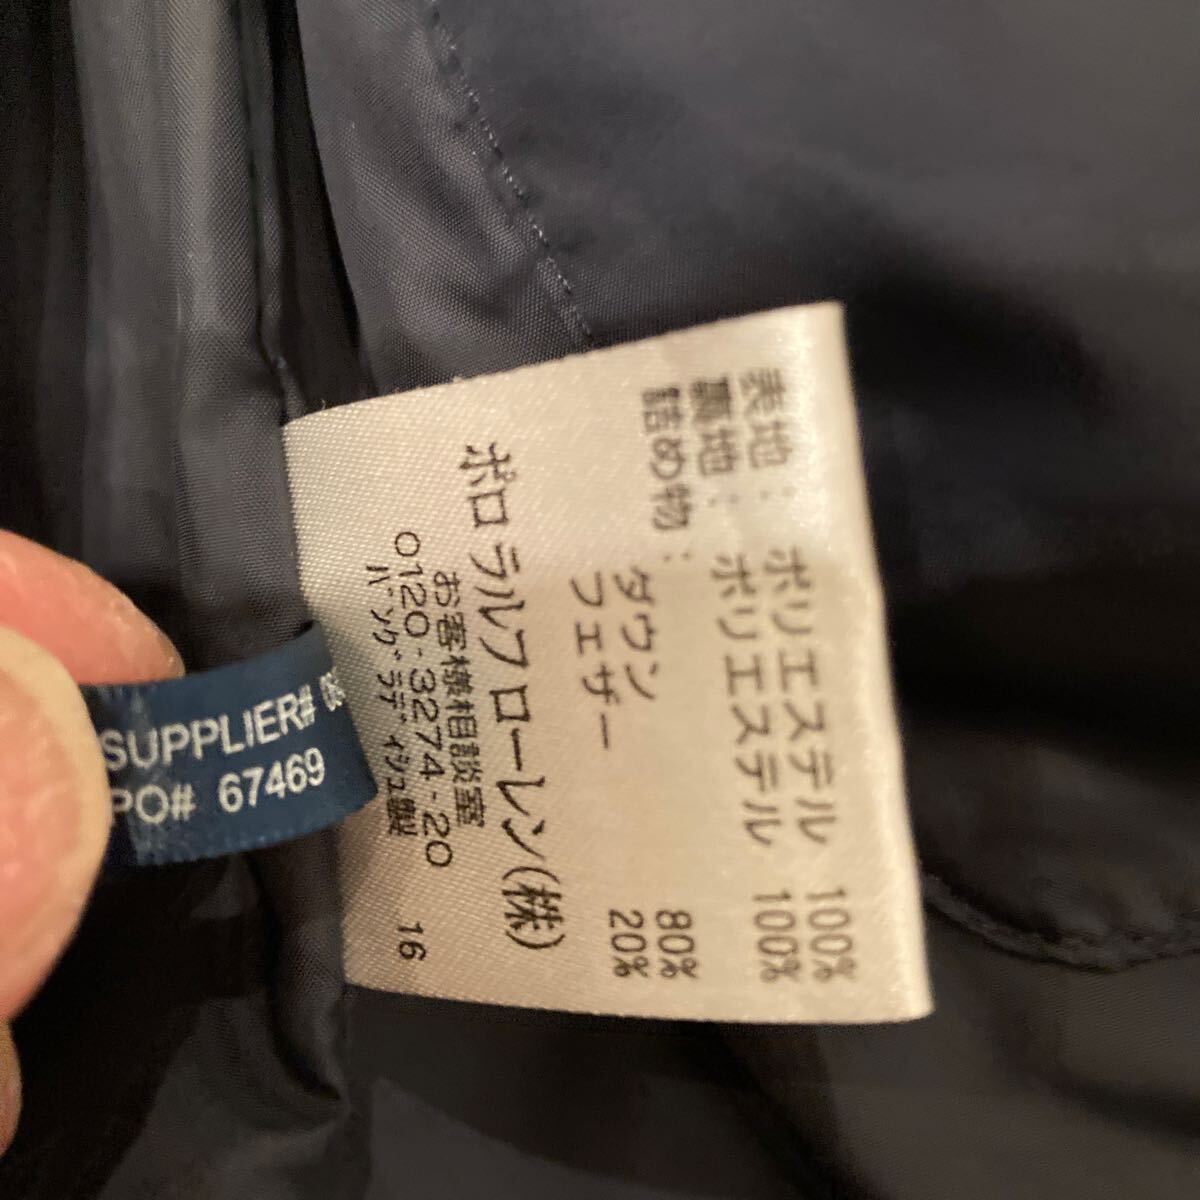 表地: ポリエステル 100%
裏地: ポリエステル 100%
詰め物:
ダウン 80%
フェザー 20%
ポロ ラルフ ローレン(株)
お客様相談室
0120-3274-20
バングラディシュ製 16
SUPPLIER#
PO# 67469